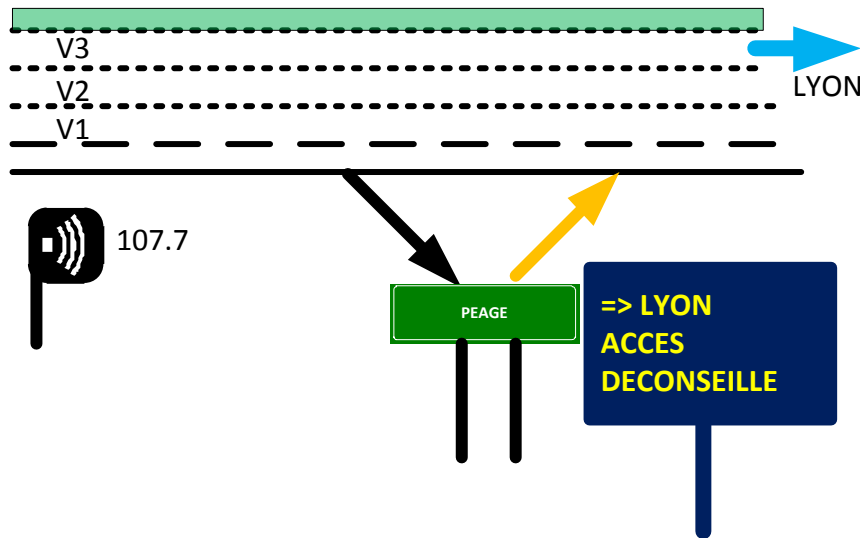 V3
LYON
V2
V1
107.7
PEAGE
=> LYON
ACCES
DECONSEILLE